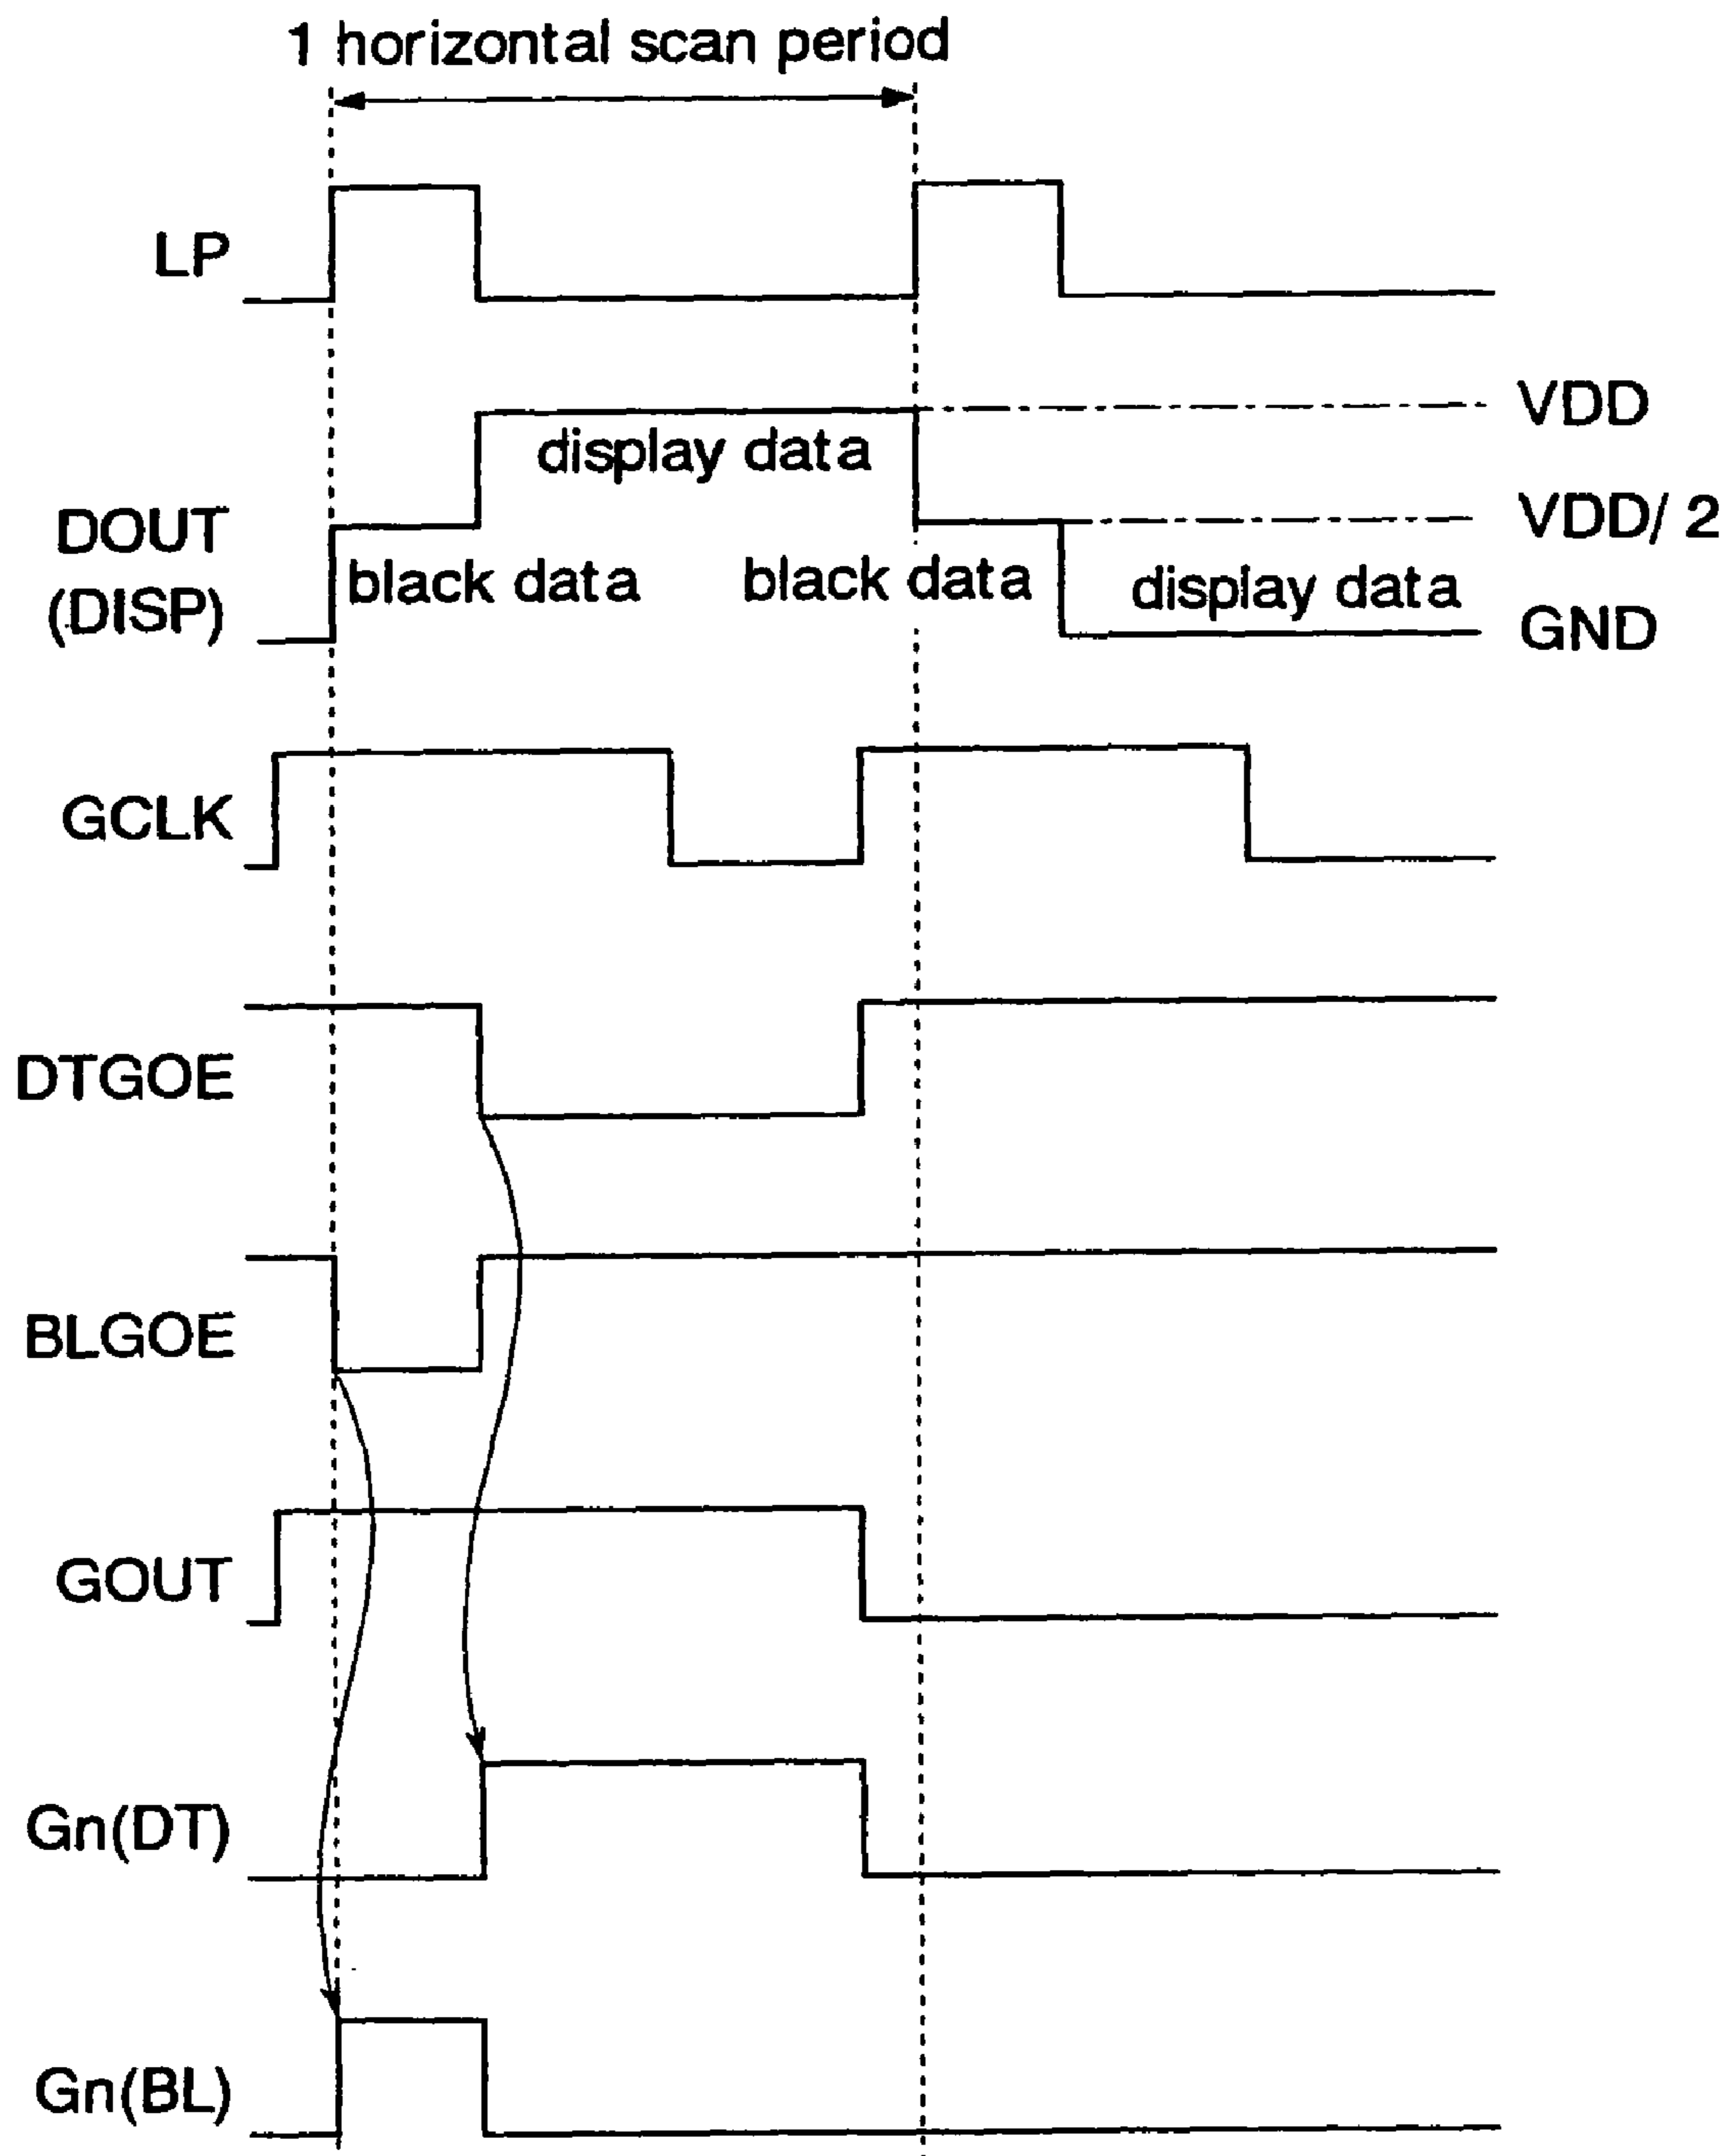 1 horizontal scan period
LP
VDD
display data
DOUT
(DISP)
VDD/ 2
black data
black data
display data
GND
GCLK
DTGOE
BLGOE
GOUT
Gn(DT)
Gn(BL)